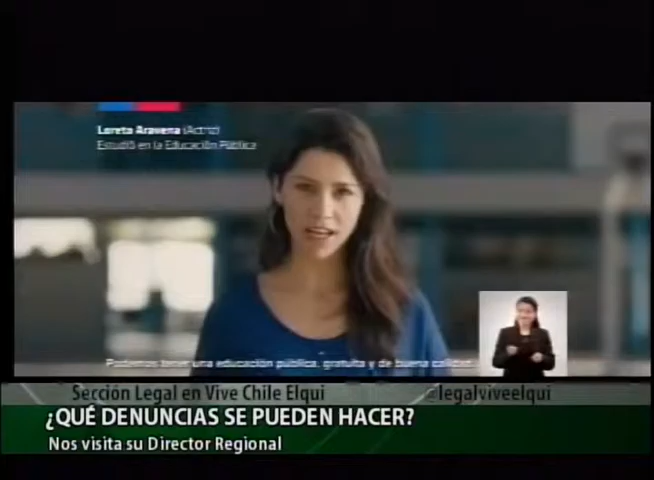 Loreto Aravena (Actriz)
Estudió en la Educación Pública
Podemos tener una educación pública, gratuita y de buena calidad
Sección Legal en Vive Chile Elqui @legalviveelqui
¿QUÉ DENUNCIAS SE PUEDEN HACER?
Nos visita su Director Regional